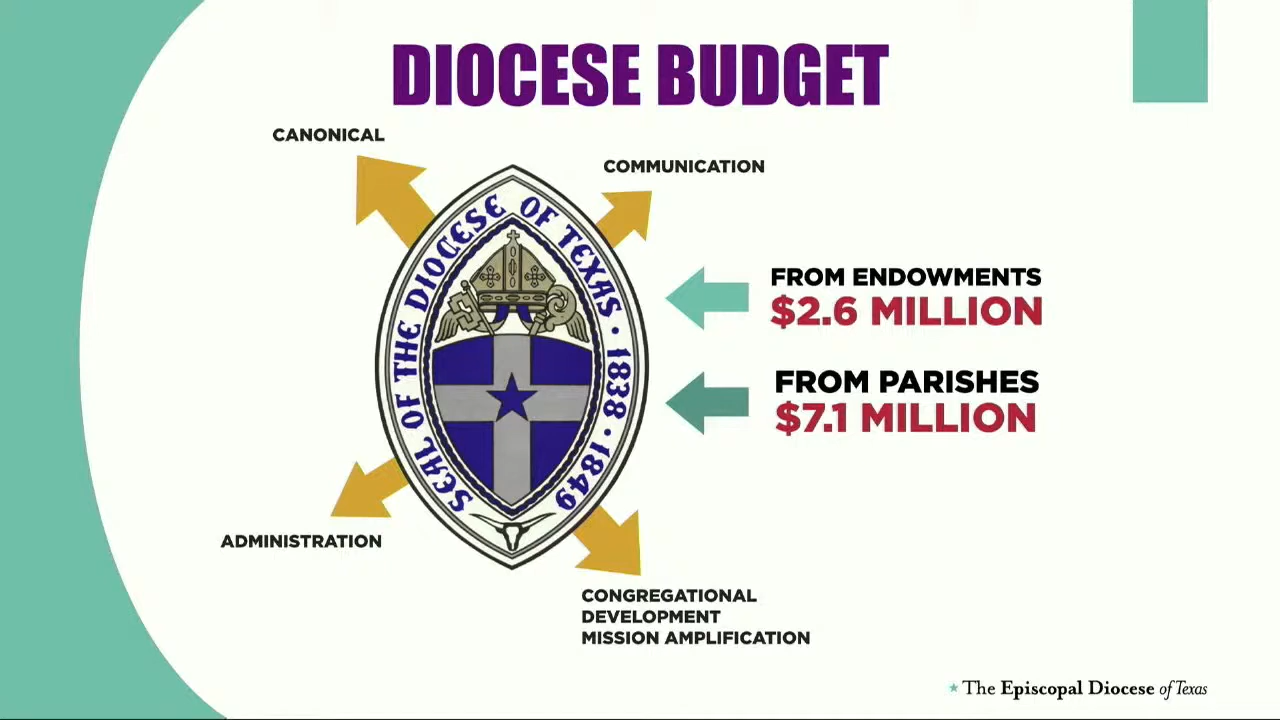 DIOCESE BUDGET
CANONICAL
COMMUNICATION
SEAL OF THE DIOCESE OF TEXAS · 1838 · 1849
FROM ENDOWMENTS
$2.6 MILLION
FROM PARISHES
$7.1 MILLION
ADMINISTRATION
CONGREGATIONAL
DEVELOPMENT
MISSION AMPLIFICATION
The Episcopal Diocese of Texas